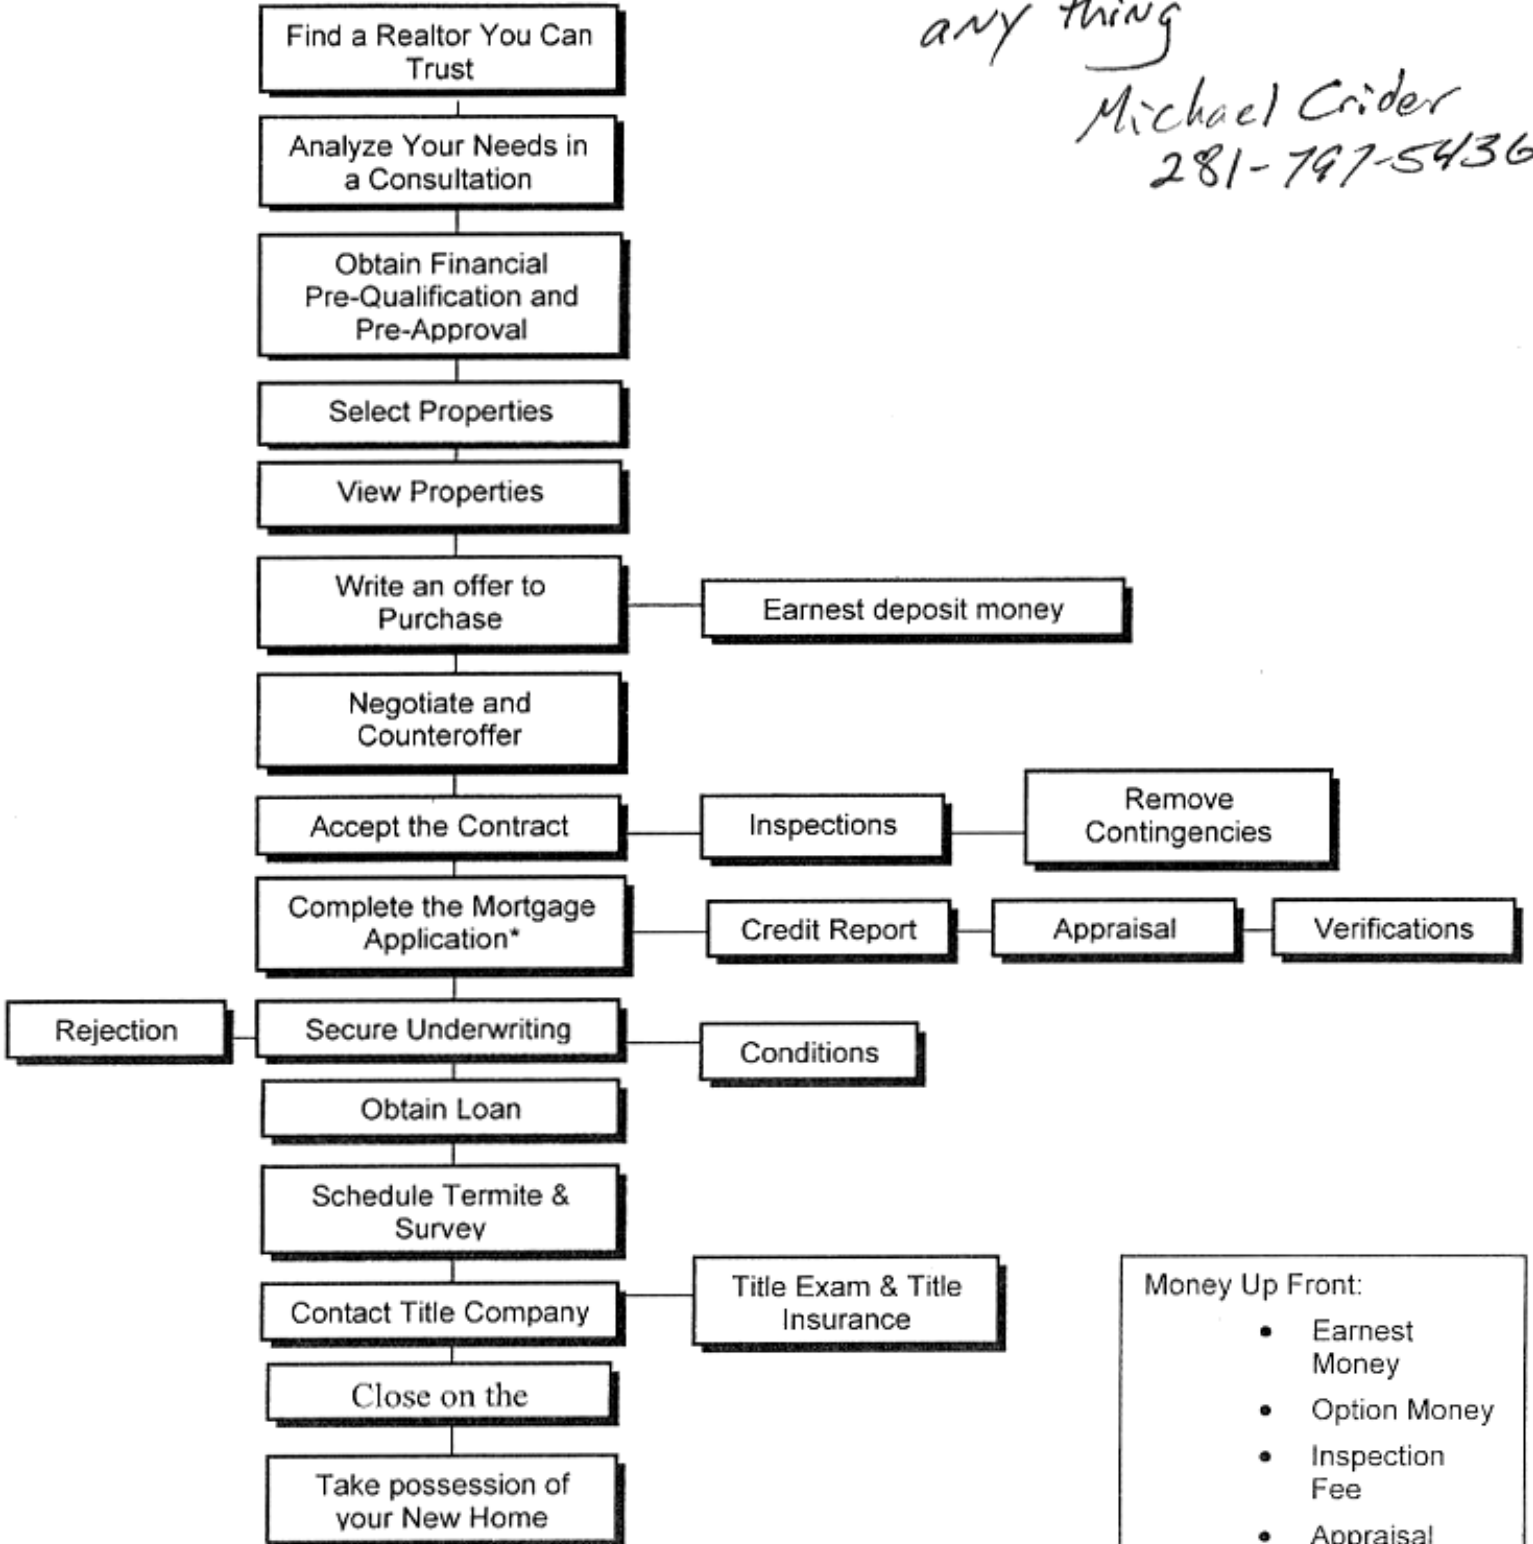 any thing
Michael Crider
281-797-5436
Find a Realtor You Can
Trust
Analyze Your Needs in
a Consultation
Obtain Financial
Pre-Qualification and
Pre-Approval
Select Properties
View Properties
Write an offer to
Purchase
Earnest deposit money
Negotiate and
Counteroffer
Accept the Contract
Inspections
Remove
Contingencies
Complete the Mortgage
Application*
Credit Report
Appraisal
Verifications
Rejection
Secure Underwriting
Conditions
Obtain Loan
Schedule Termite &
Survey
Contact Title Company
Title Exam & Title
Insurance
Close on the
Take possession of
your New Home
Money Up Front:
• Earnest
Money
• Option Money
• Inspection
Fee
• Appraisal